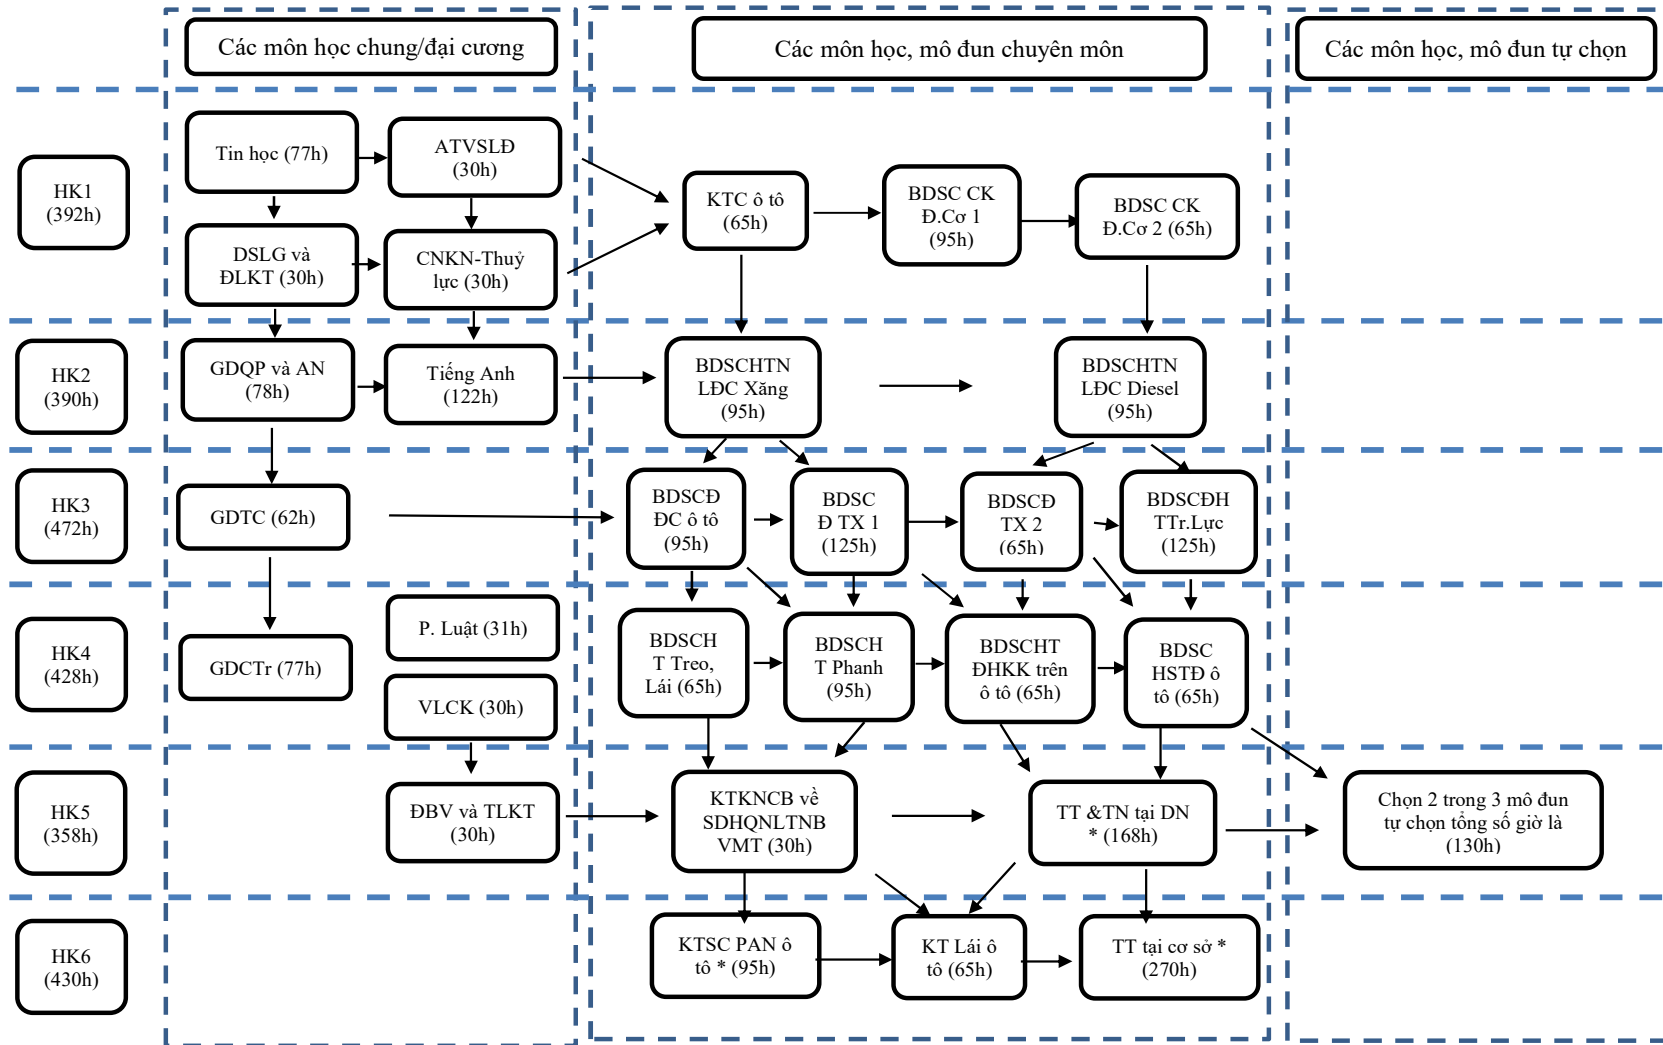 Các môn học chung/đại cương
Các môn học, mô đun chuyên môn
Các môn học, mô đun tự chọn
HK1
(392h)
Tin học (77h)
ATVSLĐ
(30h)
DSLG và
ĐLKT (30h)
CNKN-Thuỷ
lực (30h)
KTC ô tô
(65h)
BDSC CK
Đ.Cơ 1
(95h)
BDSC CK
Đ.Cơ 2 (65h)
HK2
(390h)
GDQP và AN
(78h)
Tiếng Anh
(122h)
BDSCHTN
LĐC Xăng
(95h)
BDSCHTN
LĐC Diesel
(95h)
HK3
(472h)
GDTC (62h)
BDSCĐ
ĐC ô tô
(95h)
BDSC
Đ TX 1
(125h)
BDSCĐ
TX 2
(65h)
BDSCĐH
TTr.Lực
(125h)
HK4
(428h)
GDCTr (77h)
P. Luật (31h)
VLCK (30h)
BDSCH
T Treo,
Lái (65h)
BDSCH
T Phanh
(95h)
BDSCHT
ĐHKK trên
ô tô (65h)
BDSC
HSTĐ ô
tô (65h)
HK5
(358h)
ĐBV và TLKT
(30h)
KTKNCB về
SDHQNLTNB
VMT (30h)
TT &TN tại DN
* (168h)
Chọn 2 trong 3 mô đun
tự chọn tổng số giờ là
(130h)
HK6
(430h)
KTSC PAN ô
tô * (95h)
KT Lái ô
tô (65h)
TT tại cơ sở *
(270h)